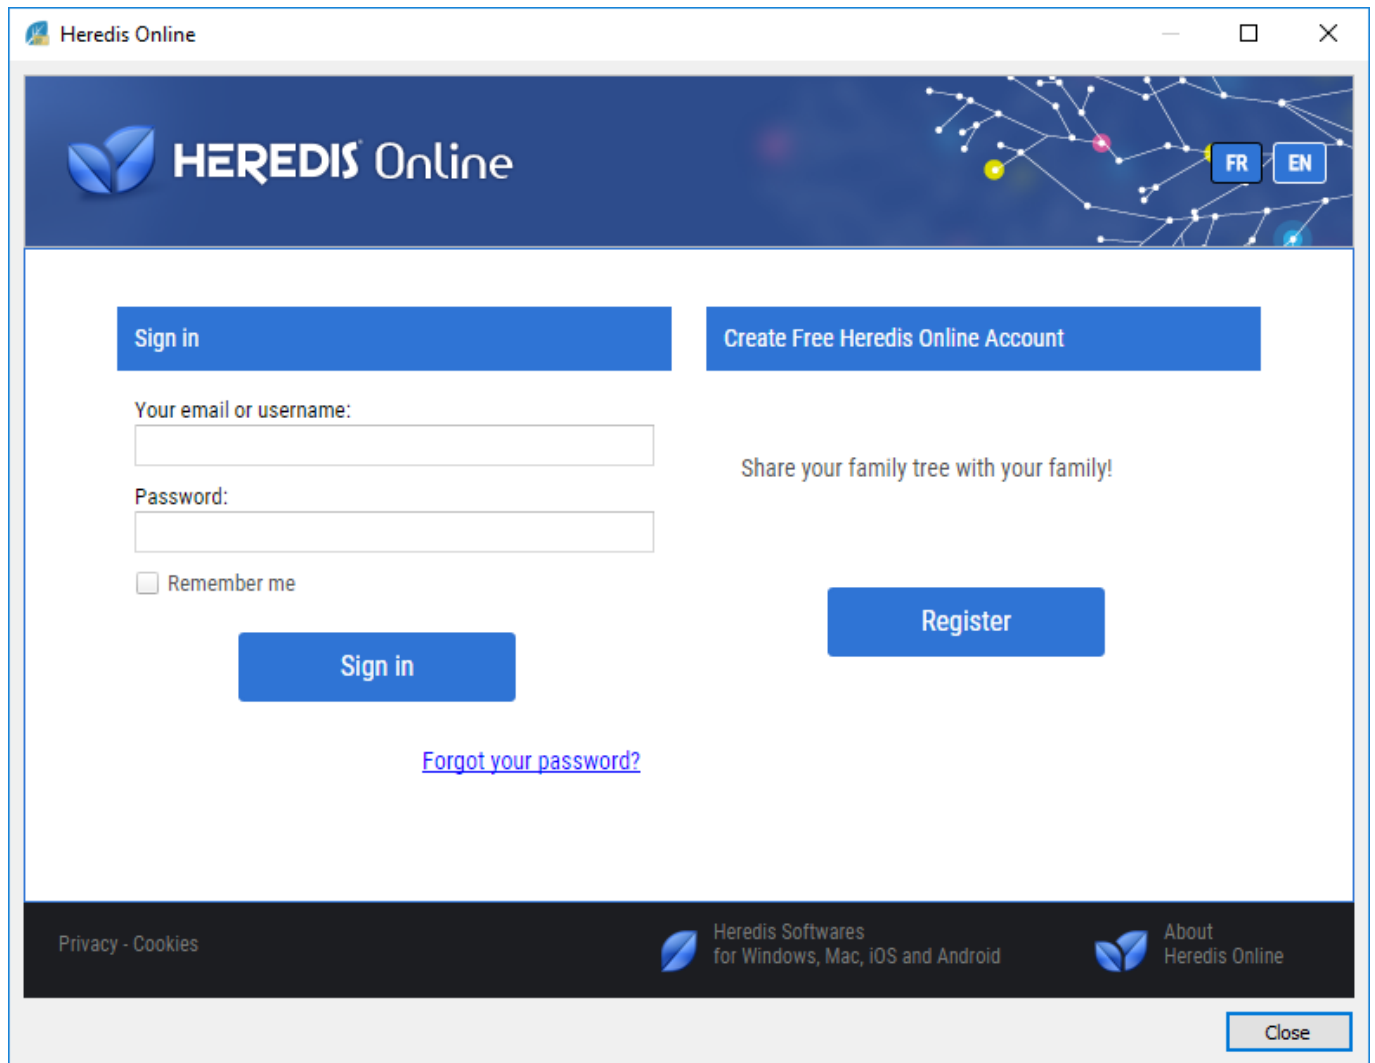 Heredis Online
HEREDIS Online
FR
EN
Sign in
Create Free Heredis Online Account
Your email or username:
Share your family tree with your family!
Password:
Remember me
Register
Sign in
Forgot your password?
Privacy - Cookies
Heredis Softwares
for Windows, Mac, iOS and Android
About
Heredis Online
Close